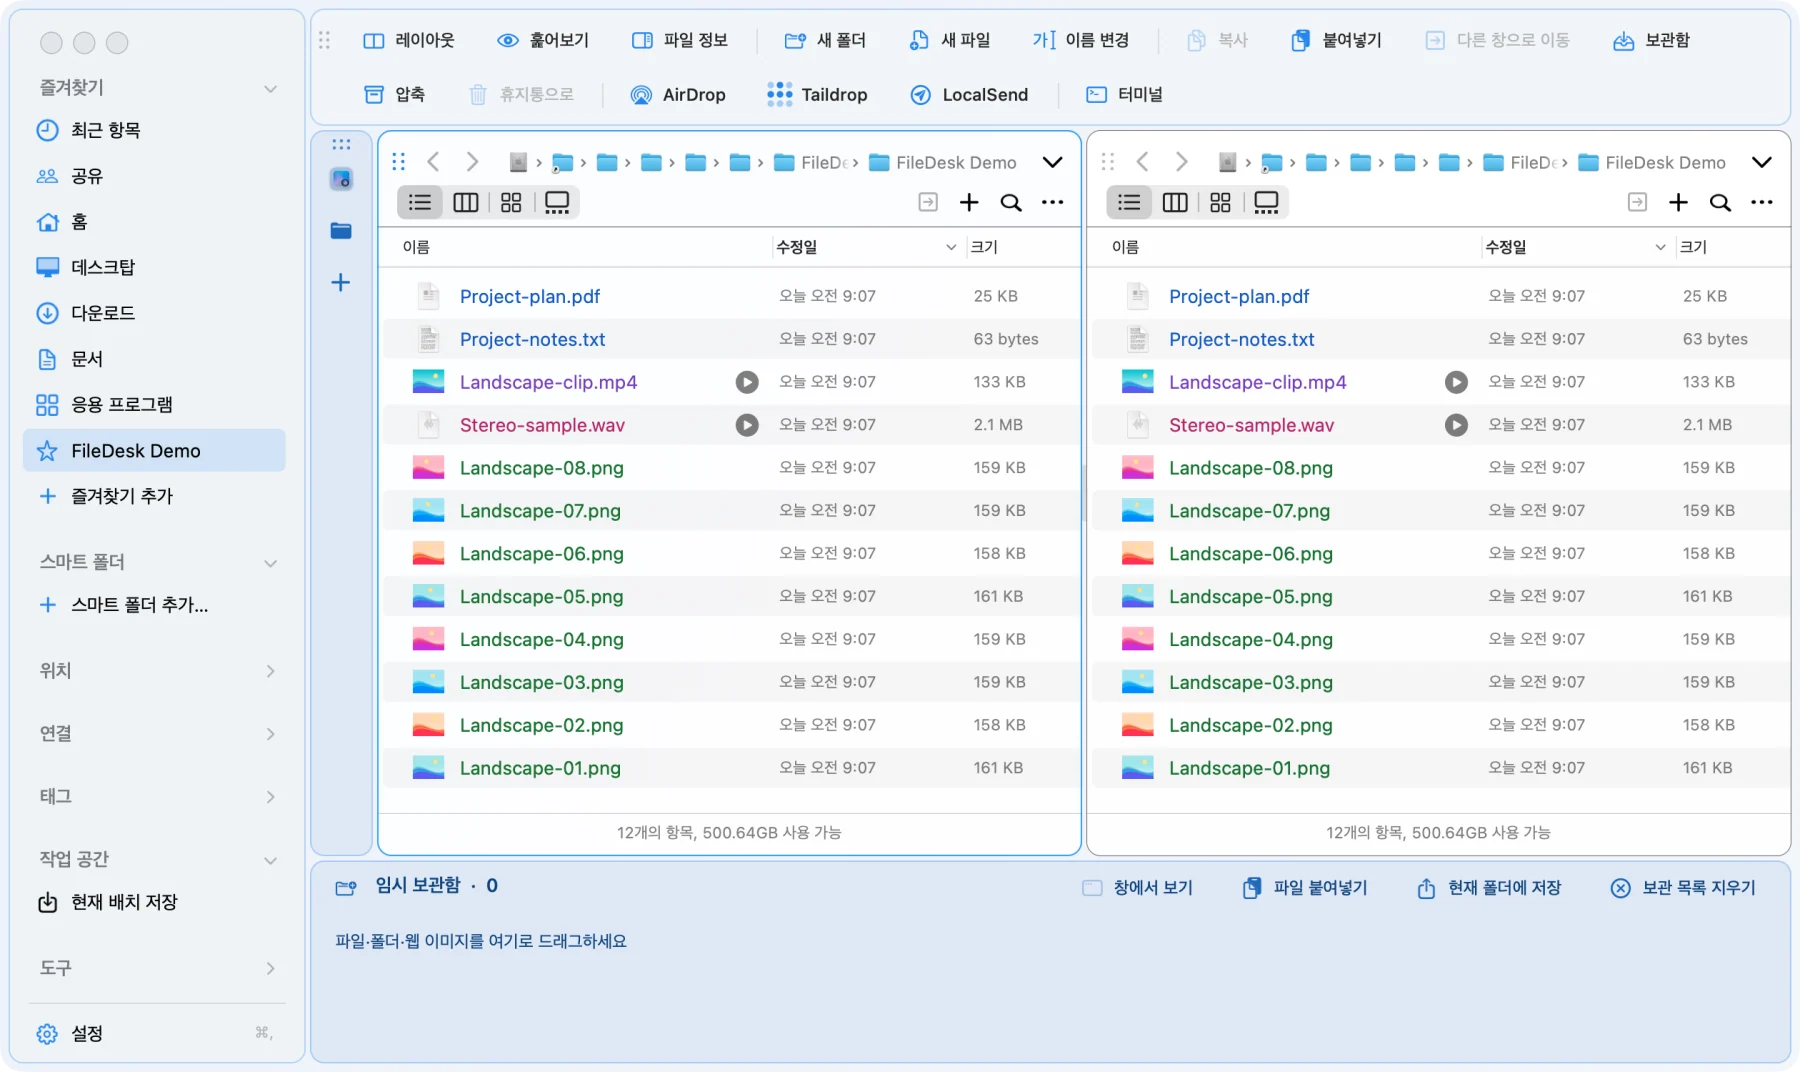 즐겨찾기
최근 항목
공유
홈
데스크탑
다운로드
문서
응용 프로그램
FileDesk Demo
즐겨찾기 추가
스마트 폴더
스마트 폴더 추가...
위치
연결
태그
작업 공간
현재 배치 저장
도구
설정 ⌘,
레이아웃 훑어보기 파일 정보 새 폴더 새 파일 가 이름 변경 복사 붙여넣기 다른 창으로 이동 보관함
압축 휴지통으로 AirDrop Taildrop LocalSend 터미널
FileDe FileDesk Demo
이름 수정일 크기
Project-plan.pdf 오늘 오전 9:07 25 KB
Project-notes.txt 오늘 오전 9:07 63 bytes
Landscape-clip.mp4 오늘 오전 9:07 133 KB
Stereo-sample.wav 오늘 오전 9:07 2.1 MB
Landscape-08.png 오늘 오전 9:07 159 KB
Landscape-07.png 오늘 오전 9:07 159 KB
Landscape-06.png 오늘 오전 9:07 158 KB
Landscape-05.png 오늘 오전 9:07 161 KB
Landscape-04.png 오늘 오전 9:07 159 KB
Landscape-03.png 오늘 오전 9:07 159 KB
Landscape-02.png 오늘 오전 9:07 158 KB
Landscape-01.png 오늘 오전 9:07 161 KB
12개의 항목, 500.64GB 사용 가능
FileDe FileDesk Demo
이름 수정일 크기
Project-plan.pdf 오늘 오전 9:07 25 KB
Project-notes.txt 오늘 오전 9:07 63 bytes
Landscape-clip.mp4 오늘 오전 9:07 133 KB
Stereo-sample.wav 오늘 오전 9:07 2.1 MB
Landscape-08.png 오늘 오전 9:07 159 KB
Landscape-07.png 오늘 오전 9:07 159 KB
Landscape-06.png 오늘 오전 9:07 158 KB
Landscape-05.png 오늘 오전 9:07 161 KB
Landscape-04.png 오늘 오전 9:07 159 KB
Landscape-03.png 오늘 오전 9:07 159 KB
Landscape-02.png 오늘 오전 9:07 158 KB
Landscape-01.png 오늘 오전 9:07 161 KB
12개의 항목, 500.64GB 사용 가능
임시 보관함 · 0 창에서 보기 파일 붙여넣기 현재 폴더에 저장 보관 목록 지우기
파일·폴더·웹 이미지를 여기로 드래그하세요